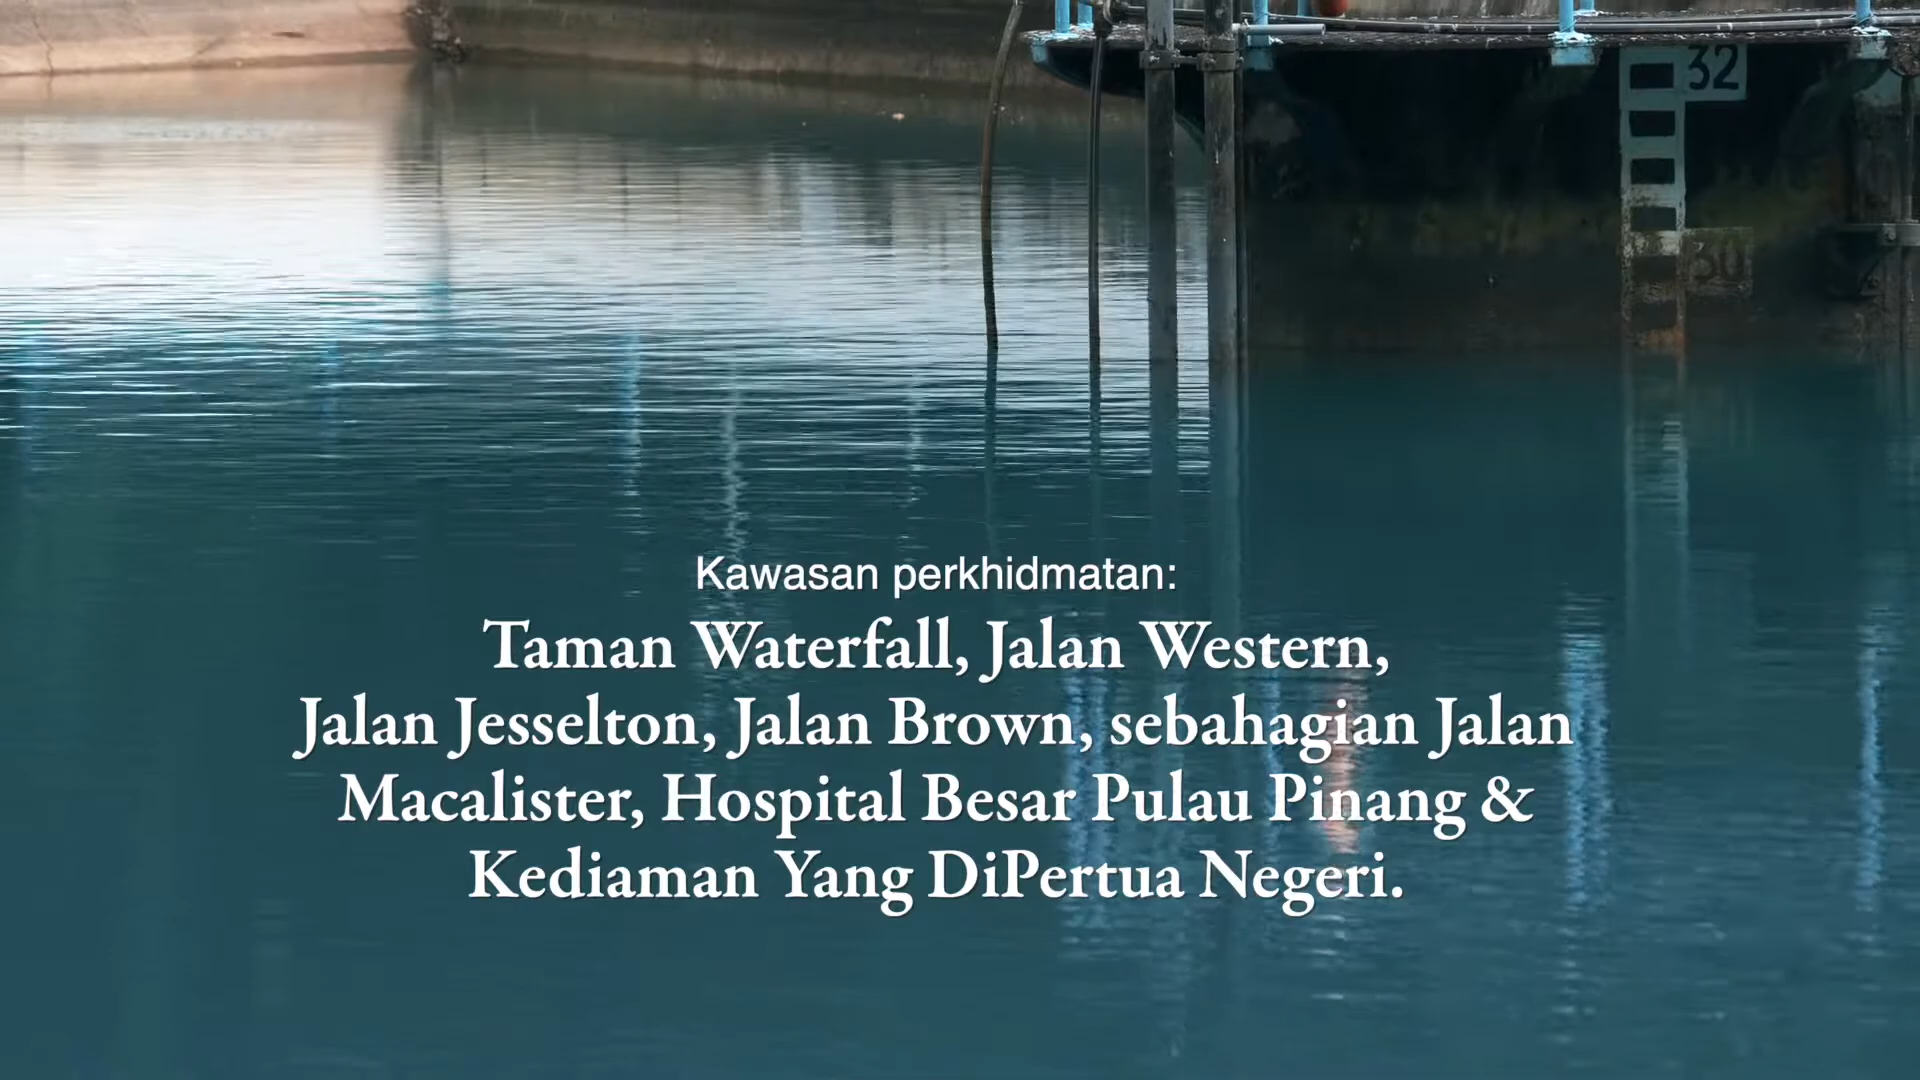 32
30
Kawasan perkhidmatan:
Taman Waterfall, Jalan Western,
Jalan Jesselton, Jalan Brown, sebahagian Jalan
Macalister, Hospital Besar Pulau Pinang &
Kediaman Yang DiPertua Negeri.